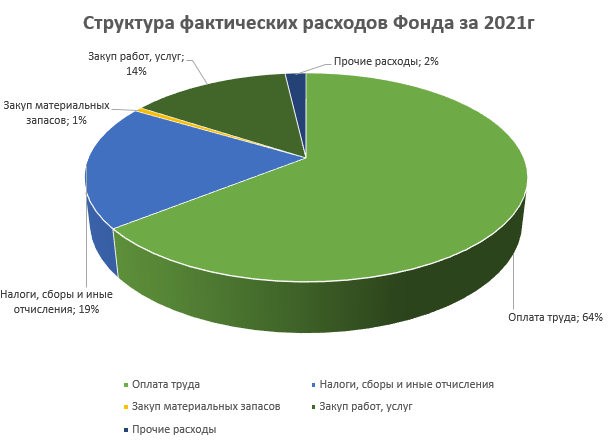 Структура фактических расходов Фонда за 2021г
Закуп работ, услуг;
14%
Прочие расходы; 2%
Закуп материальных
запасов; 1%
Налоги, сборы и иные
отчисления; 19%
Оплата труда; 64%
Оплата труда
Налоги, сборы и иные отчисления
Закуп материальных запасов
Закуп работ, услуг
Прочие расходы